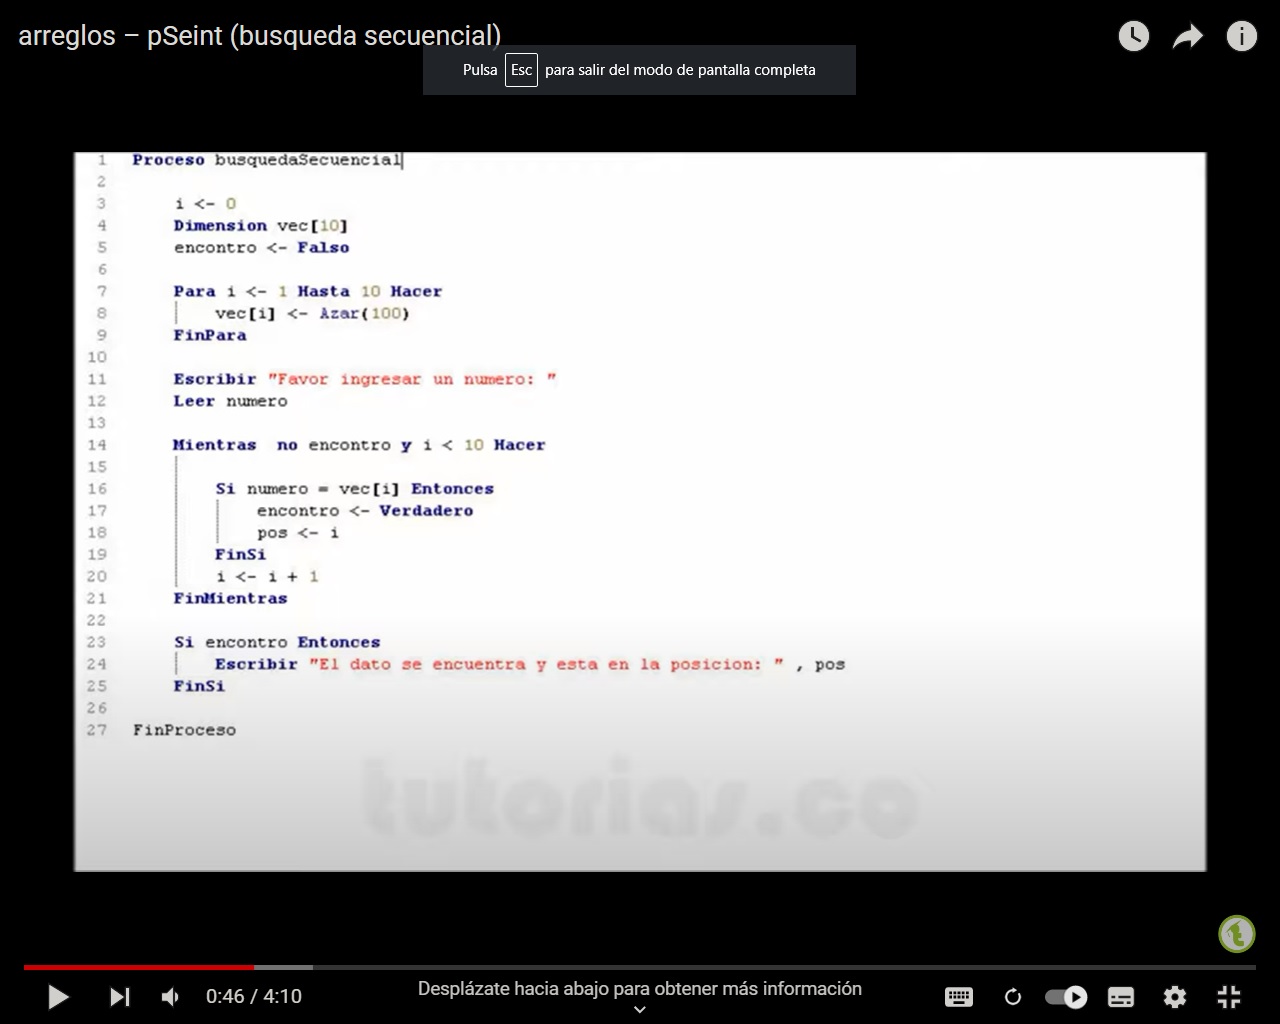 arreglos – pSeint (busqueda secuencial)
Pulsa Esc para salir del modo de pantalla completa
1 Proceso busquedaSecuencial
2
3 i <- 0
4 Dimension vec[10]
5 encontro <- Falso
6
7 Para i <- 1 Hasta 10 Hacer
8 vec[i] <- Azar(100)
9 FinPara
10
11 Escribir "Favor ingresar un numero: "
12 Leer numero
13
14 Mientras no encontro y i < 10 Hacer
15
16 Si numero = vec[i] Entonces
17 encontro <- Verdadero
18 pos <- i
19 FinSi
20 i <- i + 1
21 FinMientras
22
23 Si encontro Entonces
24 Escribir "El dato se encuentra y esta en la posicion: " , pos
25 FinSi
26
27 FinProceso
tutorias.co
0:46 / 4:10
Desplázate hacia abajo para obtener más información